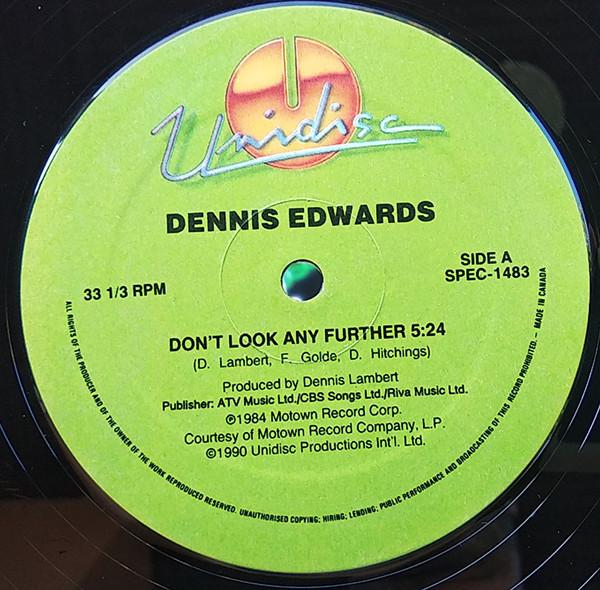 Unidisc
DENNIS EDWARDS
33 1/3 RPM
SIDE A
SPEC-1483
DON'T LOOK ANY FURTHER 5:24
(D. Lambert, F. Golde, D. Hitchings)
Produced by Dennis Lambert
Publisher: ATV Music Ltd./CBS Songs Ltd./Riva Music Ltd.
℗1984 Motown Record Corp.
Courtesy of Motown Record Company, L.P.
©1990 Unidisc Productions Int'l. Ltd.
ALL RIGHTS OF THE PRODUCER AND OF THE OWNER OF THE WORK REPRODUCED RESERVED. UNAUTHORISED COPYING; HIRING; LENDING; PUBLIC PERFORMANCE AND BROADCASTING OF THIS RECORD PROHIBITED. — MADE IN CANADA